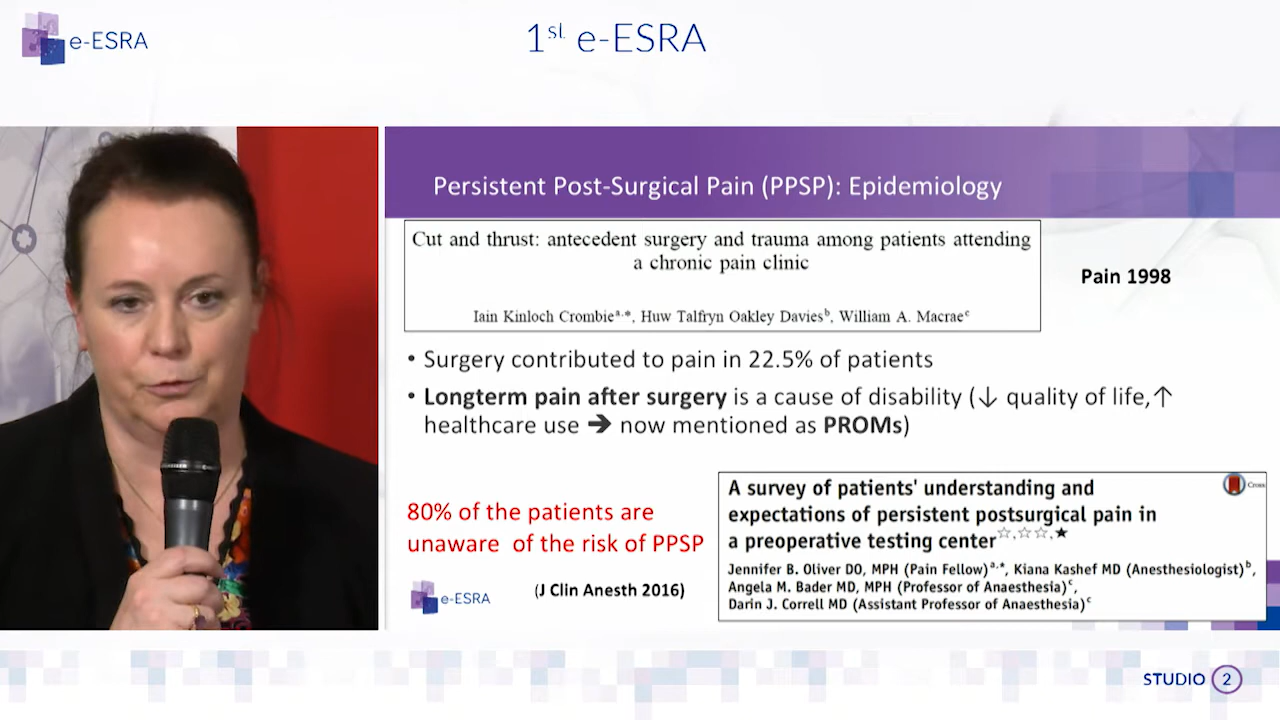 e-ESRA
1st e-ESRA
Persistent Post-Surgical Pain (PPSP): Epidemiology
Cut and thrust: antecedent surgery and trauma among patients attending
a chronic pain clinic
Iain Kinloch Crombie a,*, Huw Talfryn Oakley Davies b, William A. Macrae c
Pain 1998
• Surgery contributed to pain in 22.5% of patients
• Longterm pain after surgery is a cause of disability (↓ quality of life,↑
healthcare use ➔ now mentioned as PROMs)
80% of the patients are
unaware of the risk of PPSP
(J Clin Anesth 2016)
e-ESRA
A survey of patients' understanding and
expectations of persistent postsurgical pain in
a preoperative testing center ☆,☆☆,★
Cross
Jennifer B. Oliver DO, MPH (Pain Fellow) a,*, Kiana Kashef MD (Anesthesiologist) b,
Angela M. Bader MD, MPH (Professor of Anaesthesia) c,
Darin J. Correll MD (Assistant Professor of Anaesthesia) c
STUDIO 2